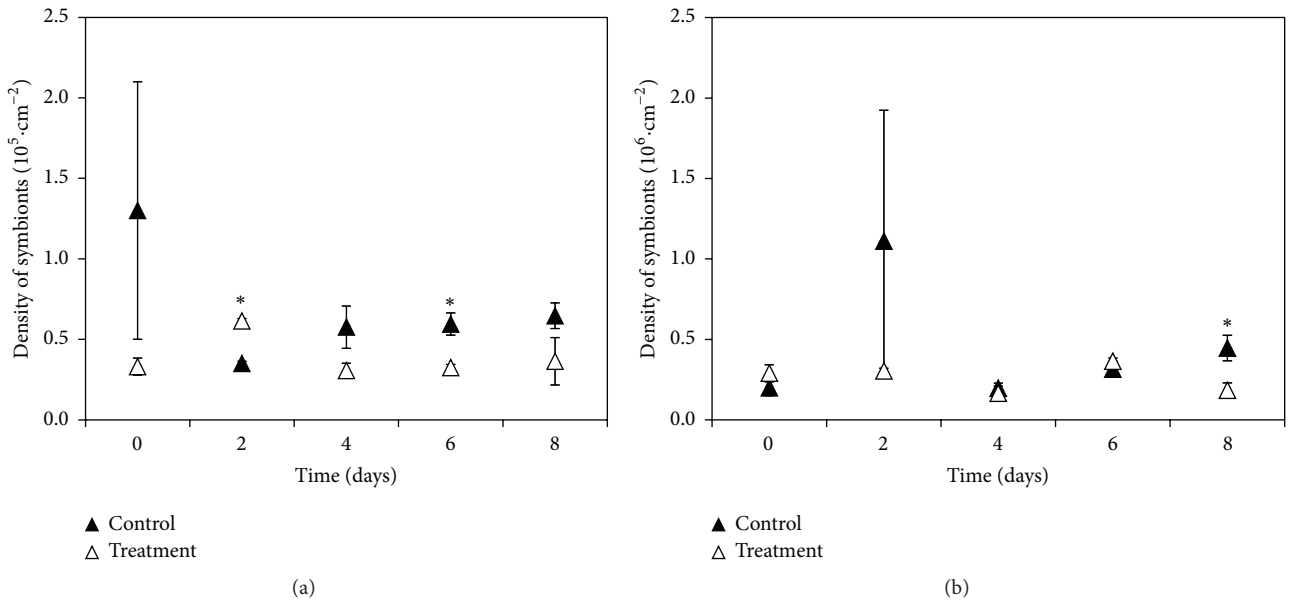 2.5
2.0
1.5
1.0
0.5
0.0
Density of symbionts (10⁵·cm⁻²)
*
*
0 2 4 6 8
Time (days)
Control
Treatment
(a)
2.5
2.0
1.5
1.0
0.5
0.0
Density of symbionts (10⁶·cm⁻²)
*
0 2 4 6 8
Time (days)
Control
Treatment
(b)